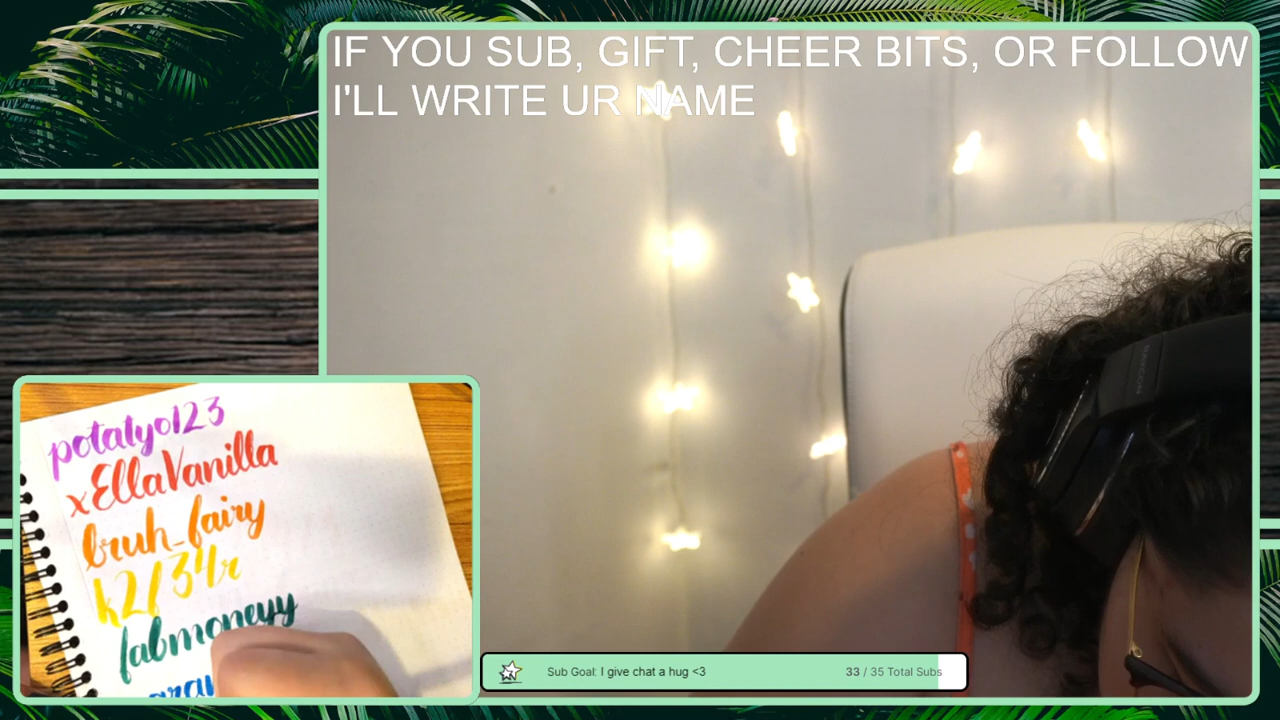 IF YOU SUB, GIFT, CHEER BITS, OR FOLLOW
I'LL WRITE UR NAME
potatyo123
xEllaVanilla
bruh_fairy
fabmoneyy
Sub Goal: I give chat a hug <3
33 / 35 Total Subs